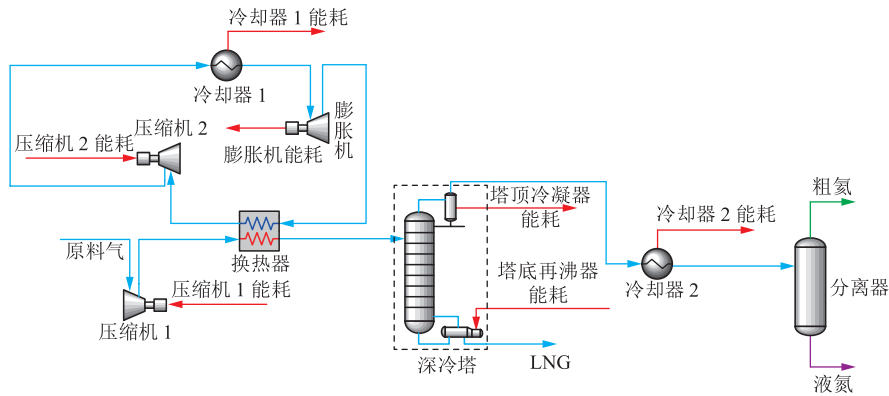 冷却器 1 能耗
冷却器 1
压缩机 2 能耗
压缩机 2
膨胀机能耗
膨胀机
原料气
换热器
压缩机 1 能耗
压缩机 1
塔顶冷凝器
能耗
塔底再沸器
能耗
深冷塔
LNG
冷却器2 能耗
冷却器 2
粗氦
分离器
液氮